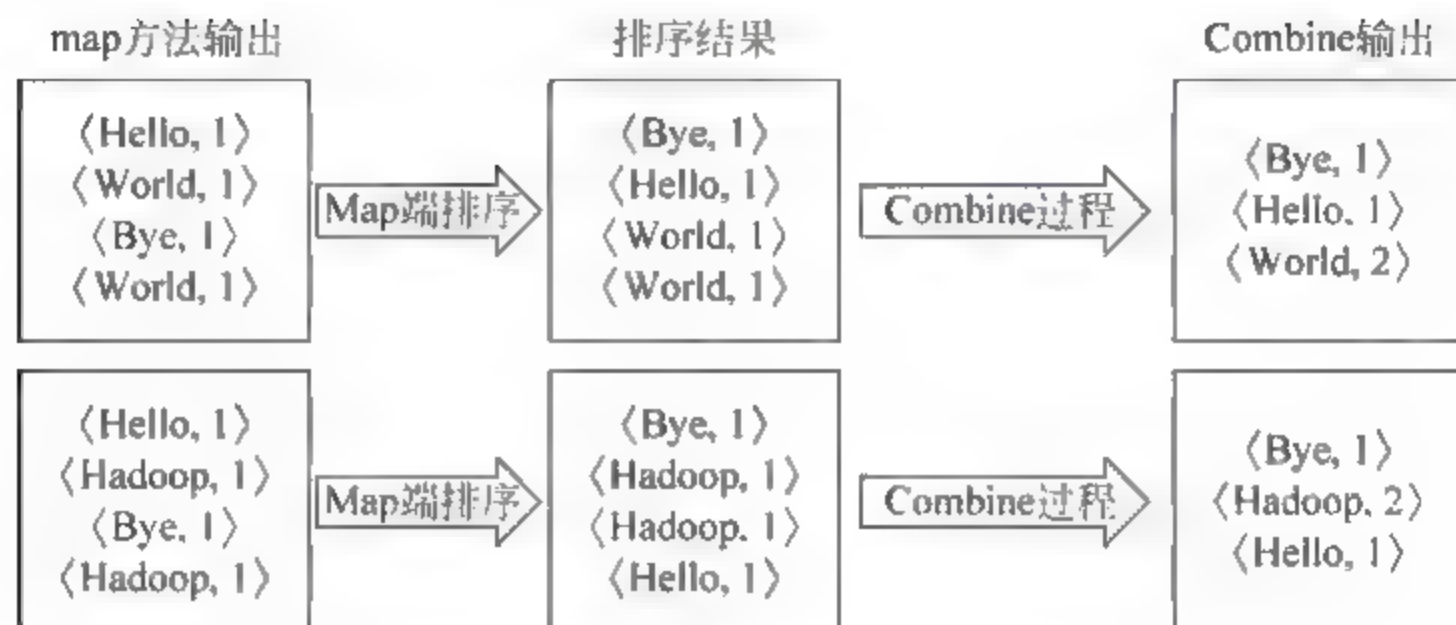 map方法输出
排序结果
Combine输出
〈Hello, 1〉
〈World, 1〉
〈Bye, 1〉
〈World, 1〉
Map端排序
〈Bye, 1〉
〈Hello, 1〉
〈World, 1〉
〈World, 1〉
Combine过程
〈Bye, 1〉
〈Hello, 1〉
〈World, 2〉
〈Hello, 1〉
〈Hadoop, 1〉
〈Bye, 1〉
〈Hadoop, 1〉
Map端排序
〈Bye, 1〉
〈Hadoop, 1〉
〈Hadoop, 1〉
〈Hello, 1〉
Combine过程
〈Bye, 1〉
〈Hadoop, 2〉
〈Hello, 1〉